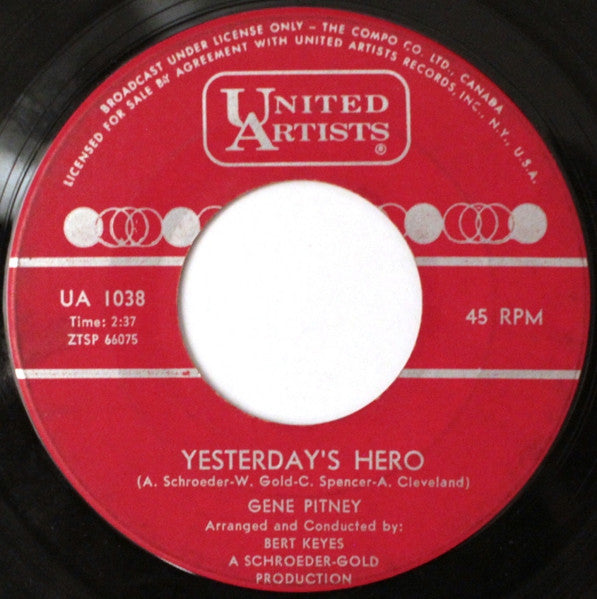 BROADCAST UNDER LICENSE ONLY – THE COMPO CO. LTD., CANADA
LICENSED FOR SALE BY AGREEMENT WITH UNITED ARTISTS RECORDS, INC., N.Y., U.S.A.
UNITED
ARTISTS®
UA 1038
Time: 2:37
ZTSP 66075
45 RPM
YESTERDAY'S HERO
(A. Schroeder-W. Gold-C. Spencer-A. Cleveland)
GENE PITNEY
Arranged and Conducted by:
BERT KEYES
A SCHROEDER-GOLD
PRODUCTION